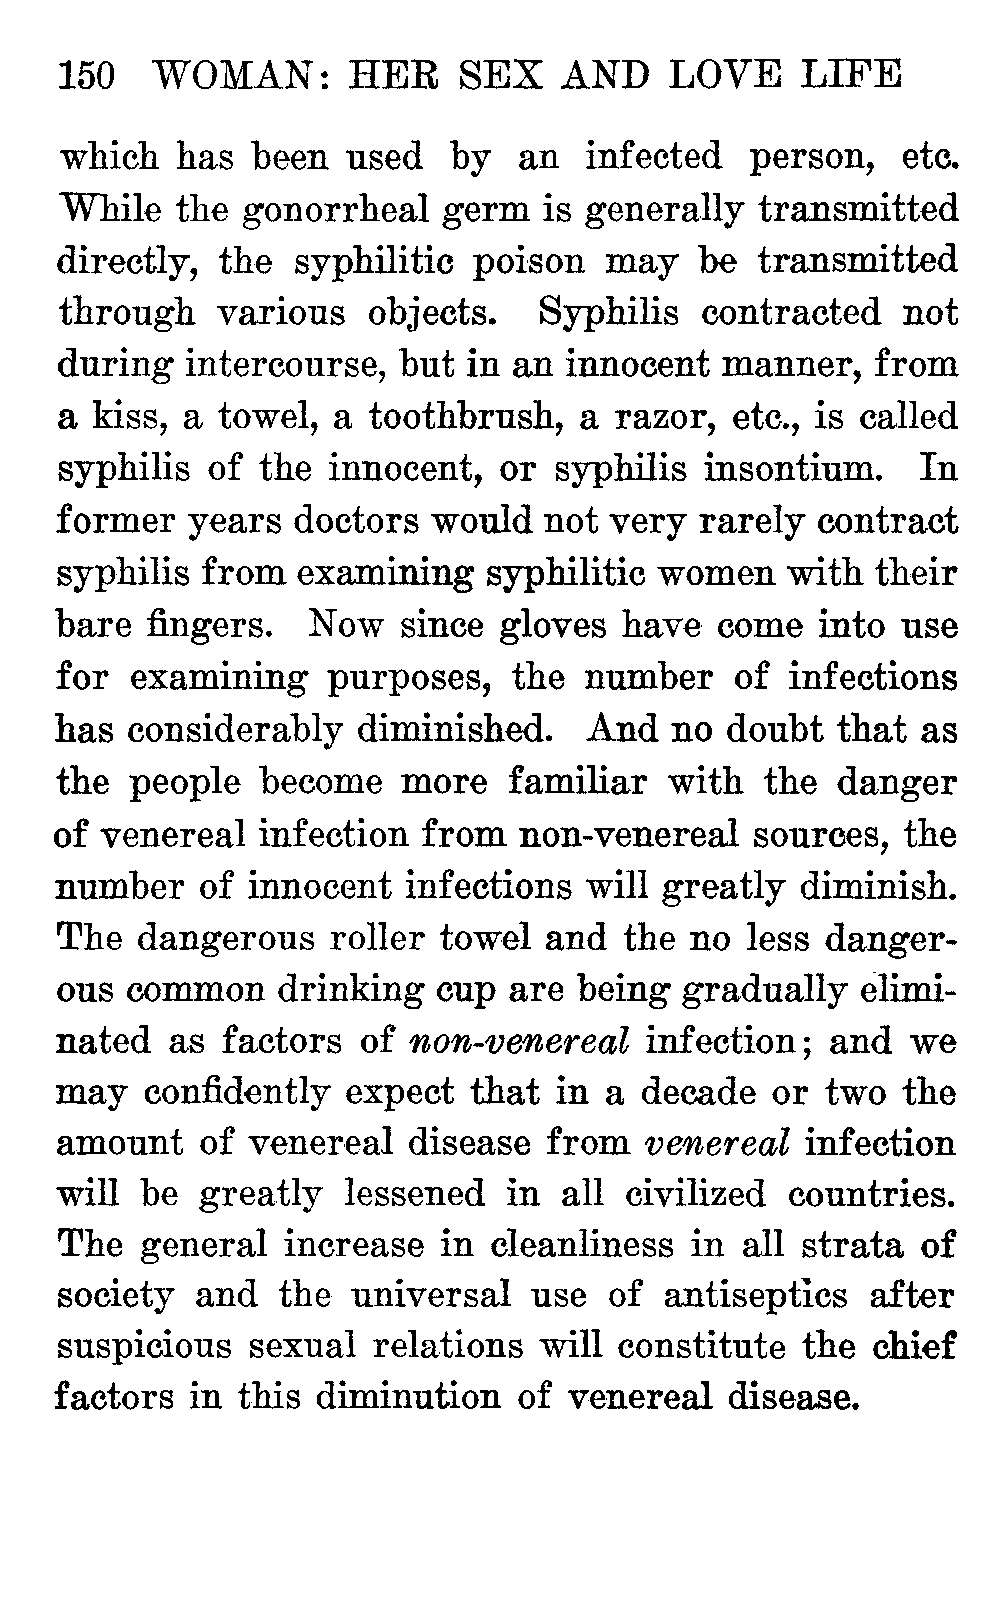 150 WOMAN: HER SEX AND LOVE LIFE
which has been used by an infected person, etc.
While the gonorrheal germ is generally transmitted
directly, the syphilitic poison may be transmitted
through various objects. Syphilis contracted not
during intercourse, but in an innocent manner, from
a kiss, a towel, a toothbrush, a razor, etc., is called
syphilis of the innocent, or syphilis insontium. In
former years doctors would not very rarely contract
syphilis from examining syphilitic women with their
bare fingers. Now since gloves have come into use
for examining purposes, the number of infections
has considerably diminished. And no doubt that as
the people become more familiar with the danger
of venereal infection from non-venereal sources, the
number of innocent infections will greatly diminish.
The dangerous roller towel and the no less danger-
ous common drinking cup are being gradually elimi-
nated as factors of non-venereal infection; and we
may confidently expect that in a decade or two the
amount of venereal disease from venereal infection
will be greatly lessened in all civilized countries.
The general increase in cleanliness in all strata of
society and the universal use of antiseptics after
suspicious sexual relations will constitute the chief
factors in this diminution of venereal disease.